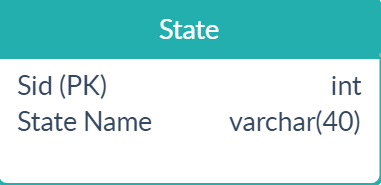 State
Sid (PK) int
State Name varchar(40)